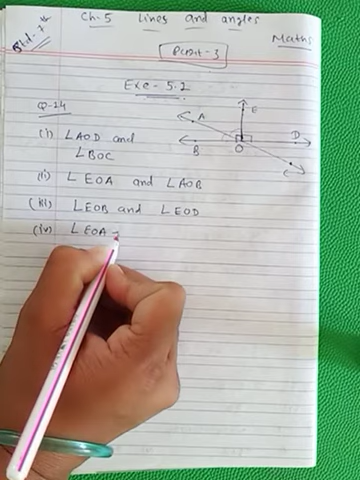 Ch-5 Lines and angles
Std-7th
Maths
Part-3
Exe-5.2
Q-14
(i) ∠AOD and
∠BOC
(ii) ∠EOA and ∠AOB
(iii) ∠EOB and ∠EOD
(iv) ∠EOA -
E
A
B
O
D
C